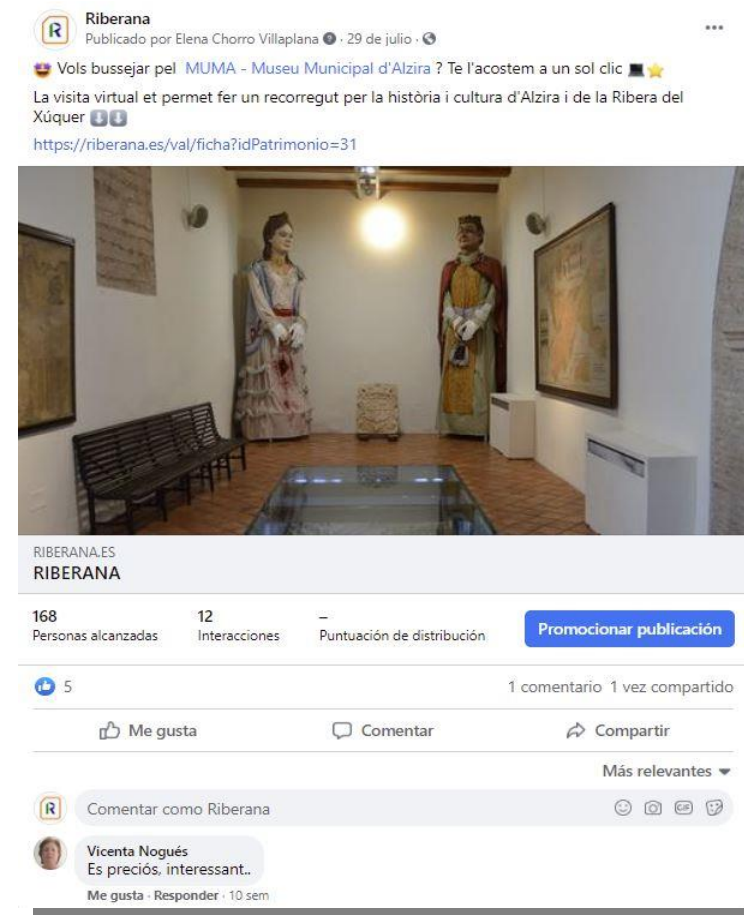 Riberana
Publicado por Elena Chorro Villaplana · 29 de julio ·
🤩 Vols bussejar pel MUMA - Museu Municipal d'Alzira ? Te l'acostem a un sol clic 💻⭐
La visita virtual et permet fer un recorregut per la història i cultura d'Alzira i de la Ribera del
Xúquer ⬇️⬇️
https://riberana.es/val/ficha?idPatrimonio=31
RIBERANA.ES
RIBERANA
168 12 –
Personas alcanzadas Interacciones Puntuación de distribución Promocionar publicación
5 1 comentario 1 vez compartido
Me gusta Comentar Compartir
Más relevantes
Comentar como Riberana GIF
Vicenta Nogués
Es preciós, interessant..
Me gusta · Responder · 10 sem